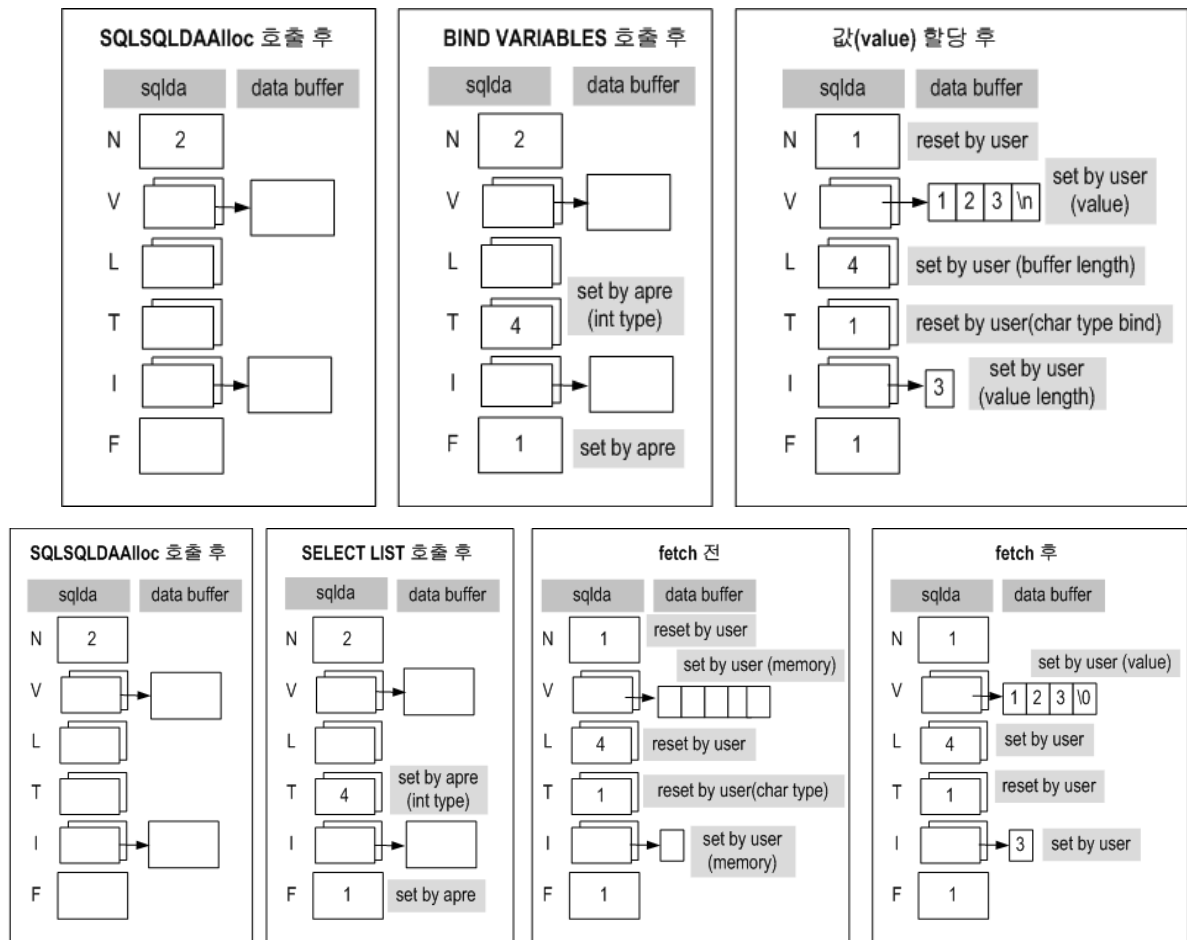 SQLSQLDAAlloc 호출 후
sqlda data buffer
N 2
V
L
T
I
F
BIND VARIABLES 호출 후
sqlda data buffer
N 2
V
L
set by apre
(int type)
T 4
I
F 1 set by apre
값(value) 할당 후
sqlda data buffer
N 1 reset by user
set by user
(value)
V 1 2 3 \n
L 4 set by user (buffer length)
T 1 reset by user(char type bind)
set by user
(value length)
I 3
F 1
SQLSQLDAAlloc 호출 후
sqlda data buffer
N 2
V
L
T
I
F
SELECT LIST 호출 후
sqlda data buffer
N 2
V
L
set by apre
(int type)
T 4
I
F 1 set by apre
fetch 전
sqlda data buffer
N 1 reset by user
set by user (memory)
V
L 4 reset by user
T 1 reset by user(char type)
I set by user
(memory)
F 1
fetch 후
sqlda data buffer
N 1
set by user (value)
V 1 2 3 \0
L 4 set by user
T 1 reset by user
I 3 set by user
F 1